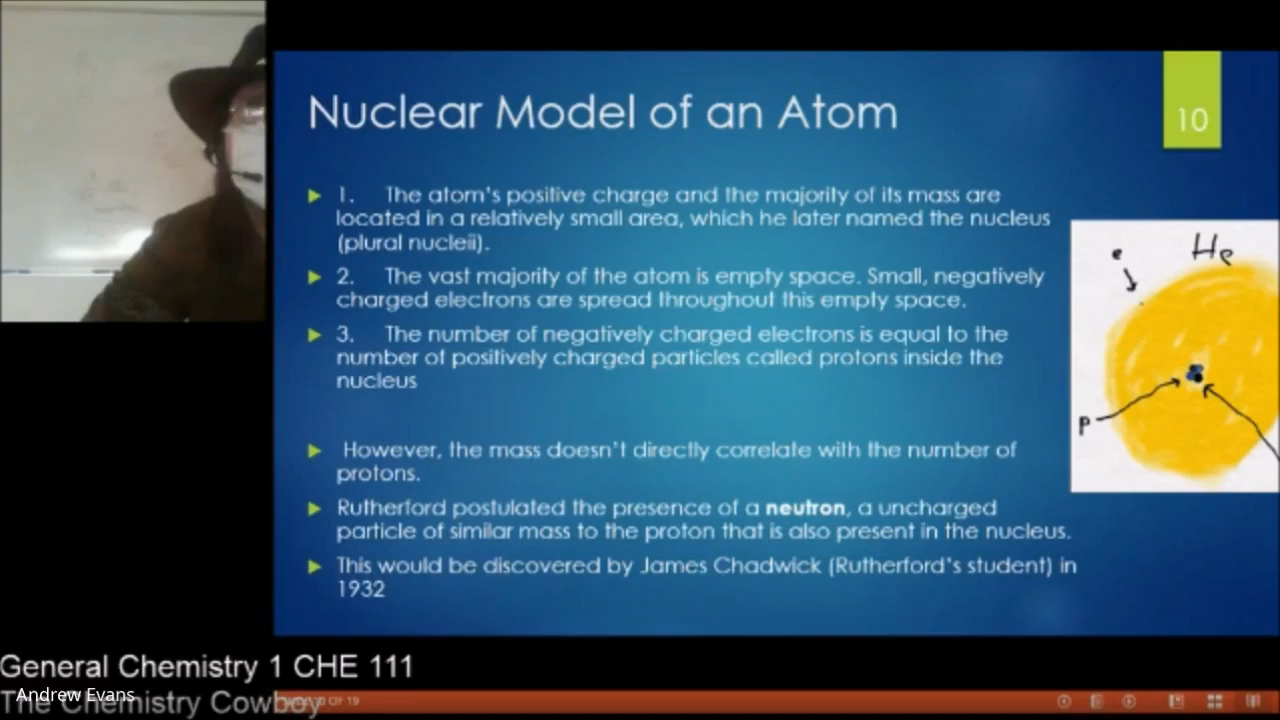 Nuclear Model of an Atom
10
1. The atom's positive charge and the majority of its mass are
located in a relatively small area, which he later named the nucleus
(plural nucleii).
2. The vast majority of the atom is empty space. Small, negatively
charged electrons are spread throughout this empty space.
3. The number of negatively charged electrons is equal to the
number of positively charged particles called protons inside the
nucleus
However, the mass doesn't directly correlate with the number of
protons.
Rutherford postulated the presence of a neutron, a uncharged
particle of similar mass to the proton that is also present in the nucleus.
This would be discovered by James Chadwick (Rutherford's student) in
1932
e
He
P
General Chemistry 1 CHE 111
Andrew Evans
The Chemistry Cowboy
OF 19